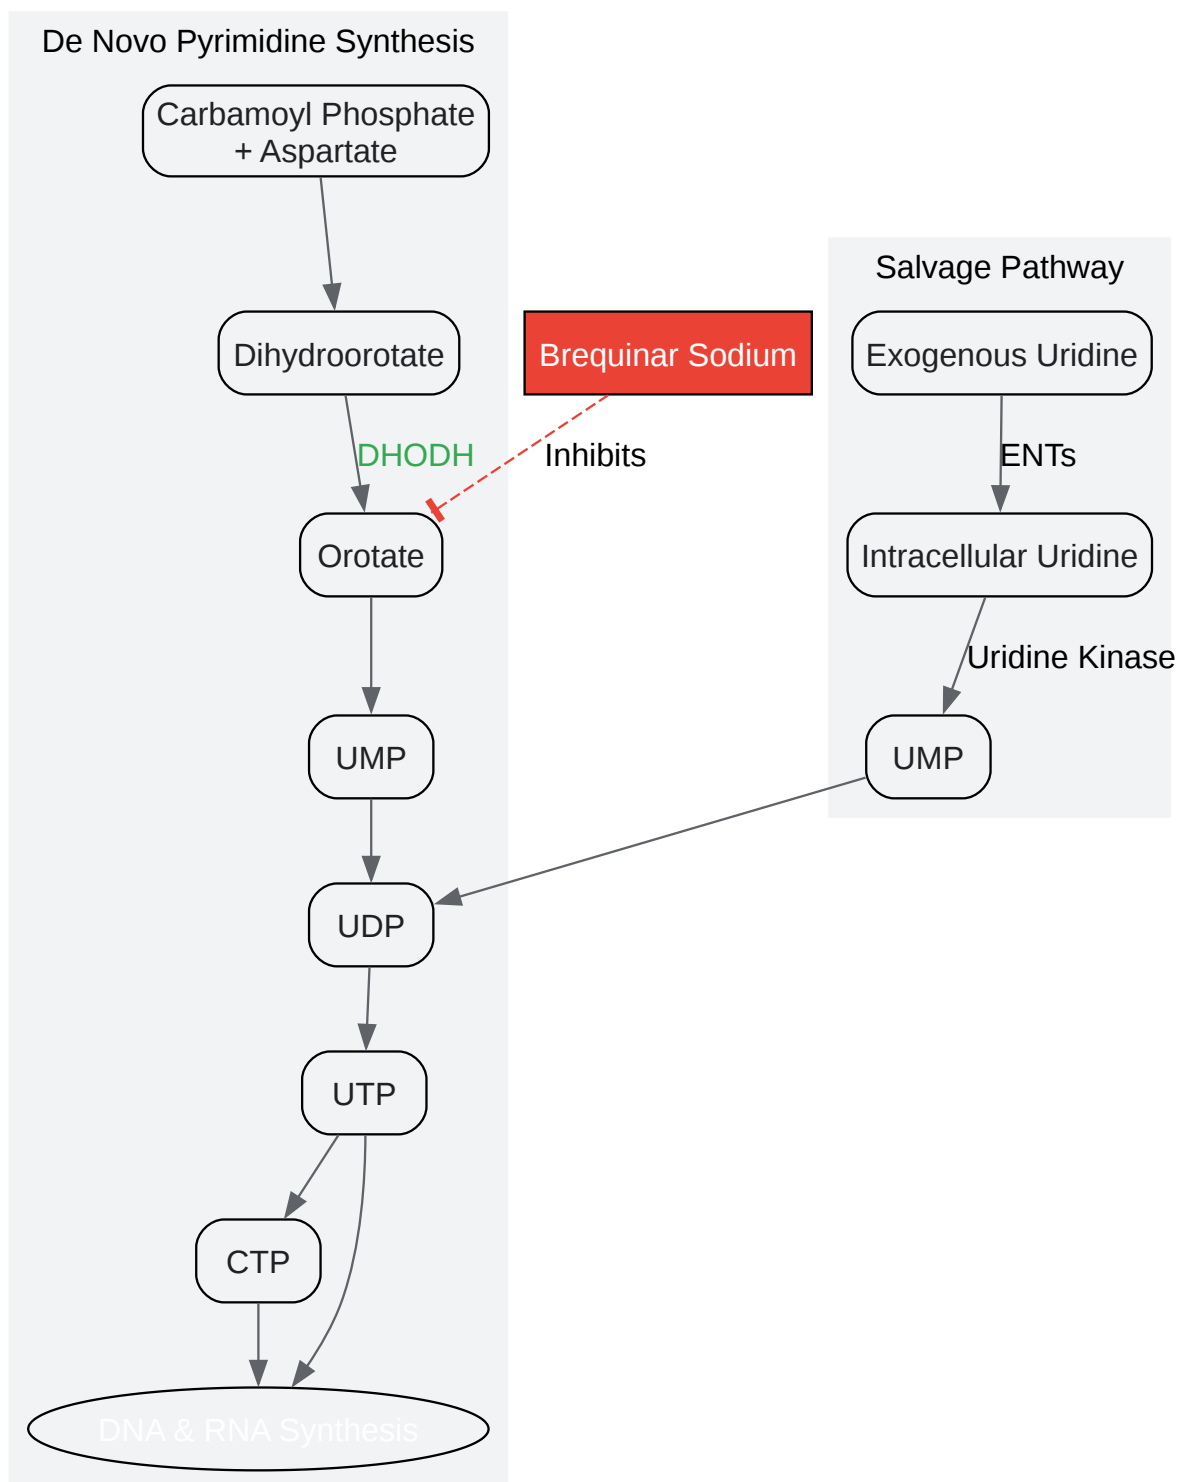 De Novo Pyrimidine Synthesis
Carbamoyl Phosphate
+ Aspartate
Salvage Pathway
Dihydroorotate
Brequinar Sodium
Exogenous Uridine
DHODH
Inhibits
ENTs
Orotate
Intracellular Uridine
Uridine Kinase
UMP
UMP
UDP
UTP
CTP
DNA & RNA Synthesis